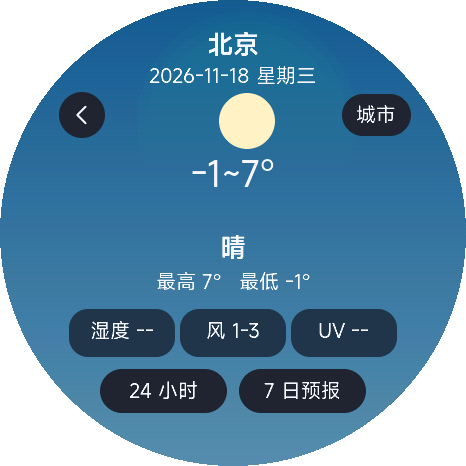 北京
2026-11-18 星期三
城市
-1~7°
晴
最高 7° 最低 -1°
湿度 -- 风 1-3 UV --
24 小时 7 日预报